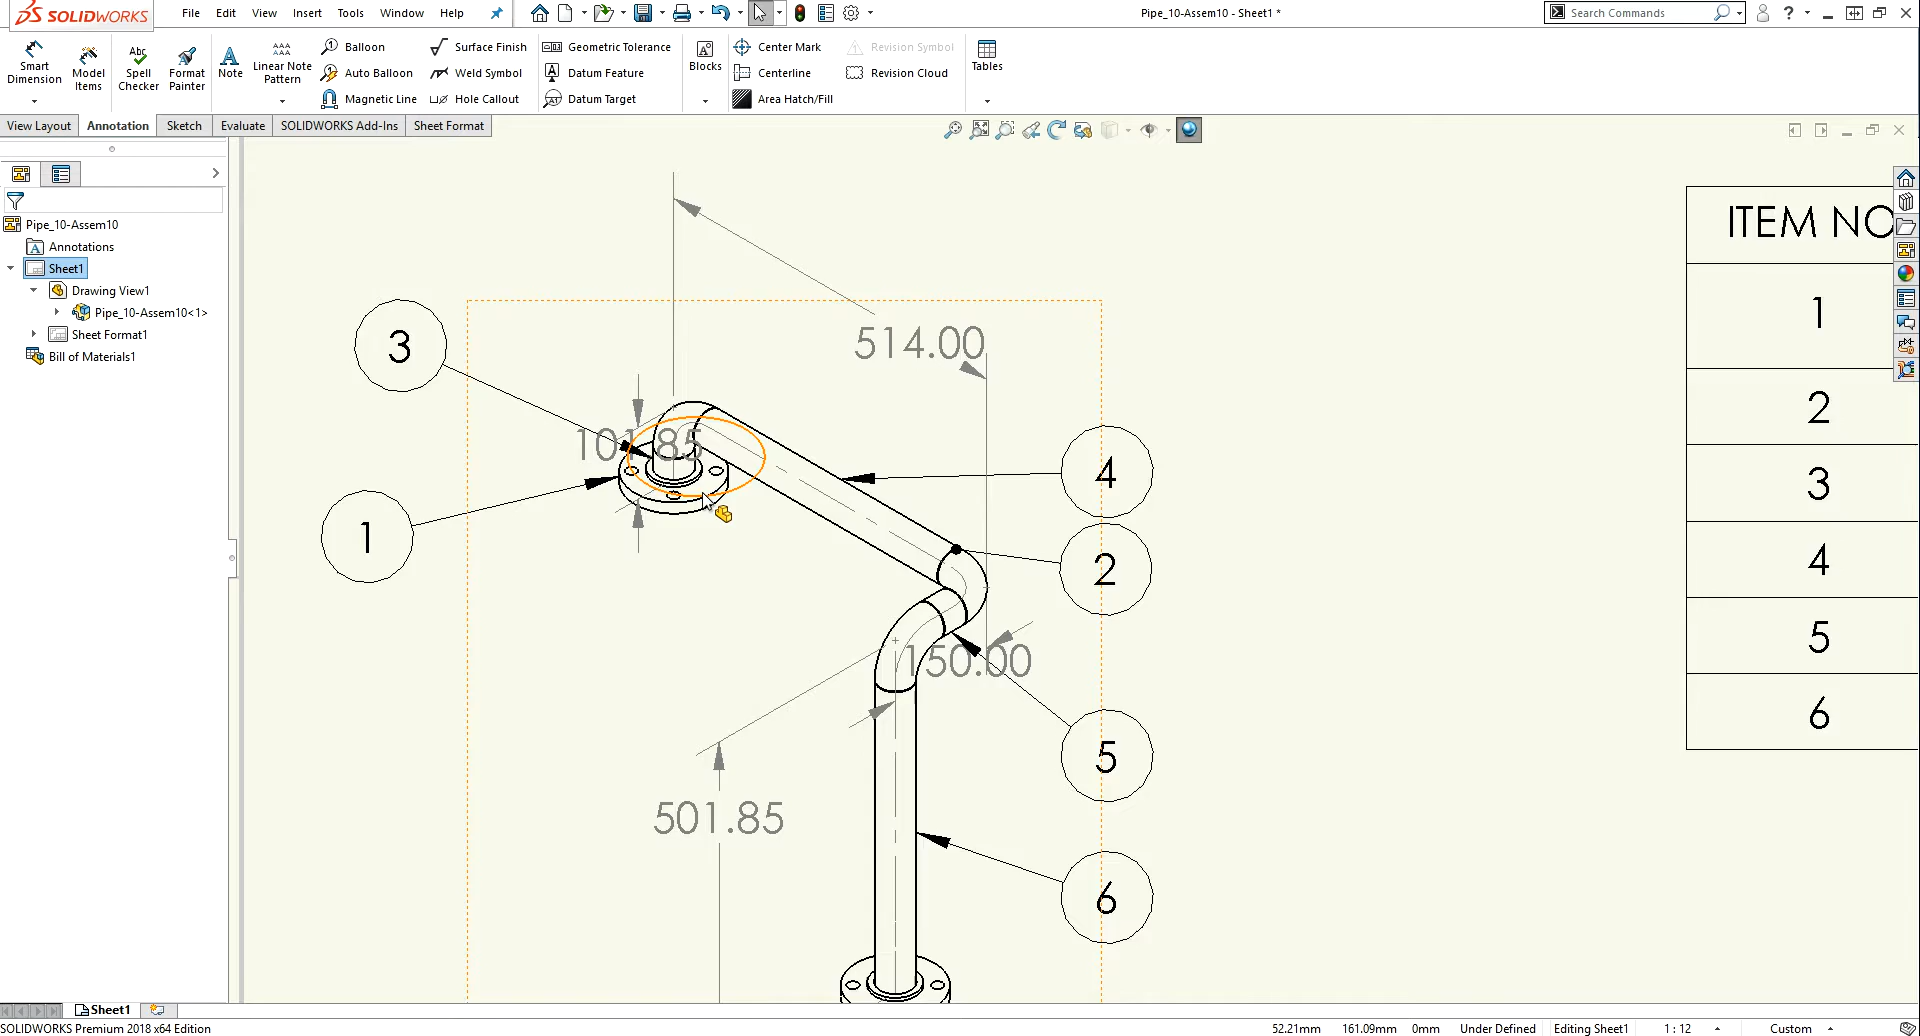 SOLIDWORKS
File Edit View Insert Tools Window Help
Pipe_10-Assem10 - Sheet1 *
Search Commands
Smart Dimension
Model Items
Spell Checker
Format Painter
Note
Linear Note Pattern
Balloon
Auto Balloon
Magnetic Line
Surface Finish
Weld Symbol
Hole Callout
Geometric Tolerance
Datum Feature
Datum Target
Blocks
Center Mark
Centerline
Area Hatch/Fill
Revision Symbol
Revision Cloud
Tables
View Layout Annotation Sketch Evaluate SOLIDWORKS Add-Ins Sheet Format
Pipe_10-Assem10
Annotations
Sheet1
Drawing View1
Pipe_10-Assem10<1>
Sheet Format1
Bill of Materials1
514.00
3
101.85
4
1
2
150.00
5
501.85
6
ITEM NO
1
2
3
4
5
6
Sheet1
SOLIDWORKS Premium 2018 x64 Edition
52.21mm 161.09mm 0mm Under Defined Editing Sheet1 1 : 12 Custom